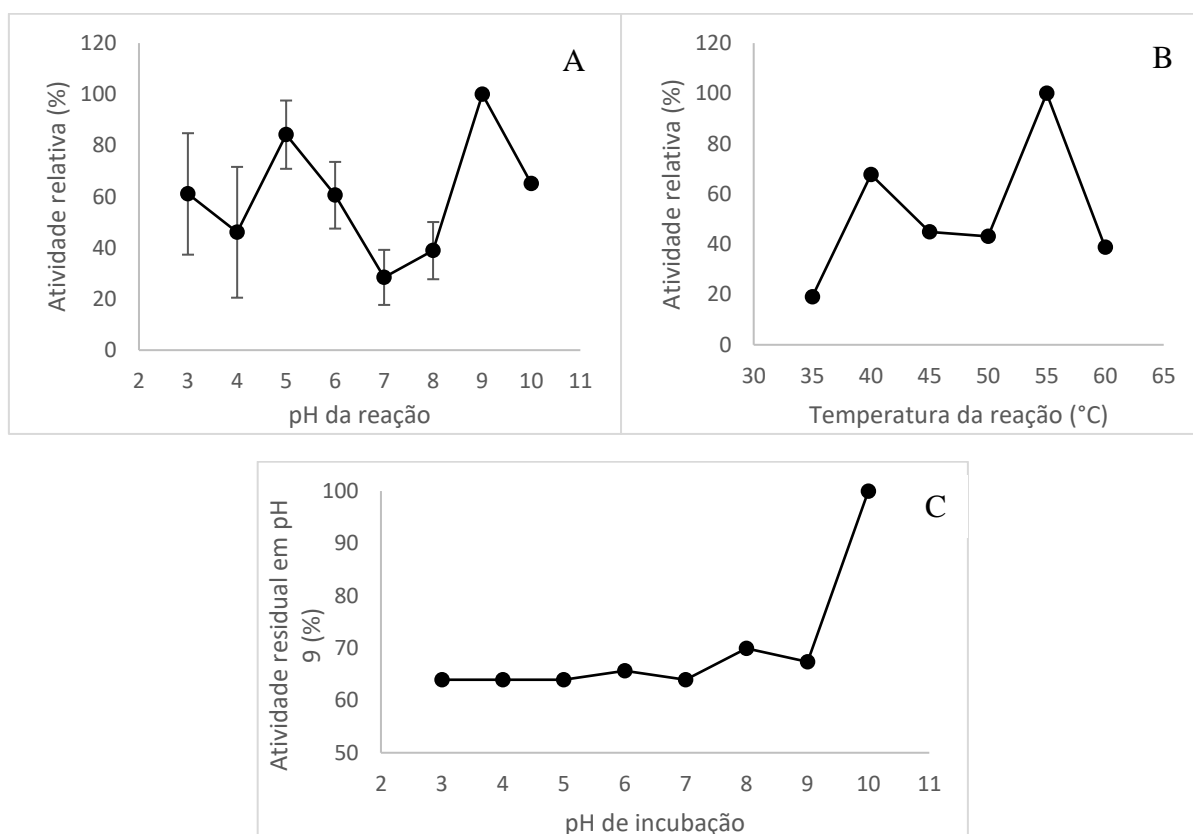 A
Atividade relativa (%)
120
100
80
60
40
20
0
2 3 4 5 6 7 8 9 10 11
pH da reação
B
Atividade relativa (%)
120
100
80
60
40
20
0
30 35 40 45 50 55 60 65
Temperatura da reação (°C)
C
Atividade residual em pH
9 (%)
100
90
80
70
60
50
2 3 4 5 6 7 8 9 10 11
pH de incubação